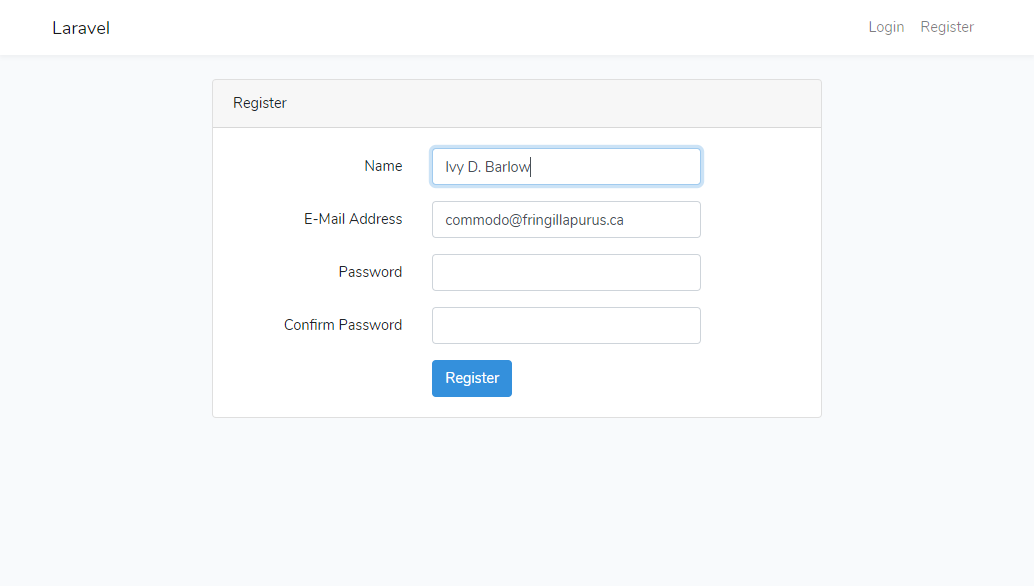 Laravel
Login Register
Register
Name Ivy D. Barlow
E-Mail Address commodo@fringillapurus.ca
Password
Confirm Password
Register